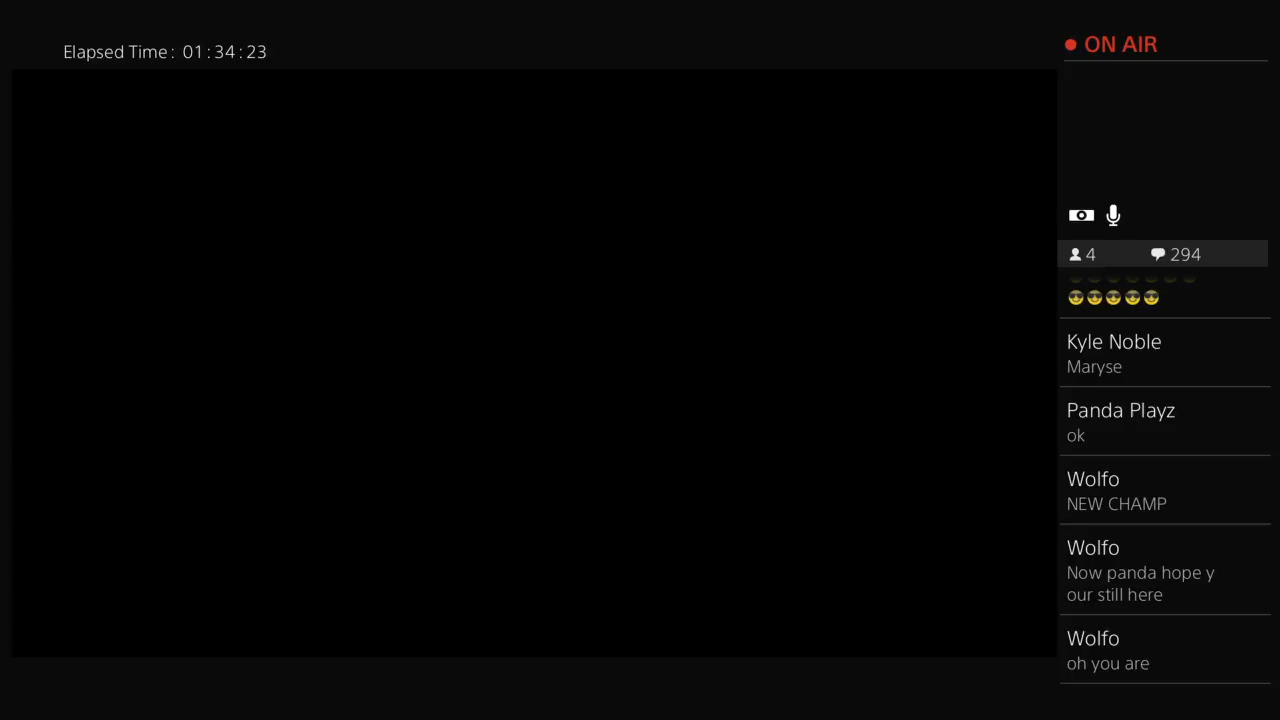 Elapsed Time: 01:34:23
ON AIR
4 294
😎😎😎😎😎
Kyle Noble
Maryse
Panda Playz
ok
Wolfo
NEW CHAMP
Wolfo
Now panda hope y
our still here
Wolfo
oh you are